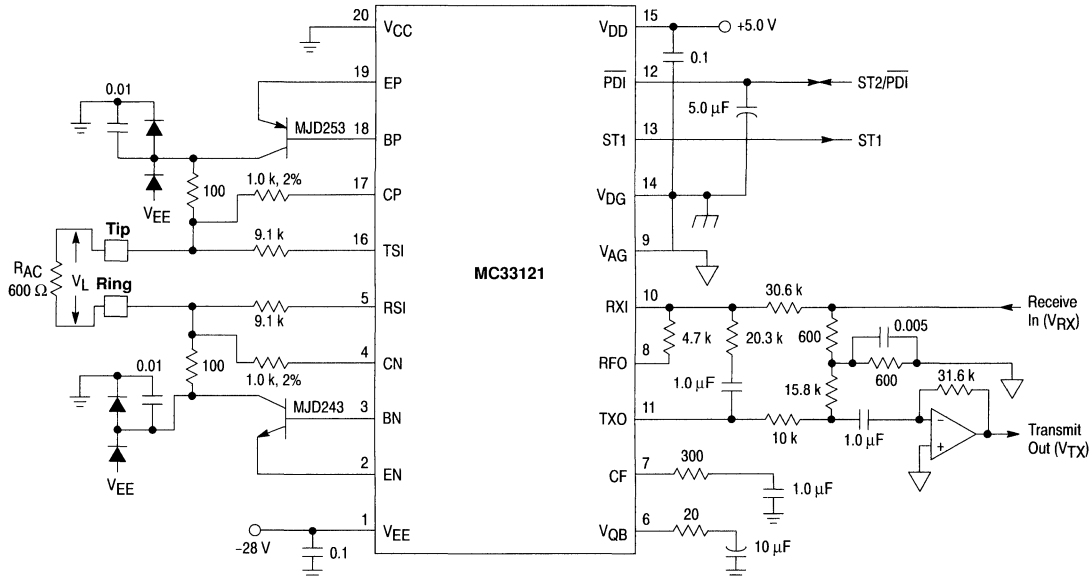 20
VCC
19
EP
0.01
MJD253
18
BP
17
CP
1.0 k, 2%
100
VEE
Tip
16
TSI
9.1 k
RAC
600 Ω
VL
Ring
5
RSI
9.1 k
4
CN
1.0 k, 2%
100
0.01
MJD243
3
BN
2
EN
VEE
1
VEE
–28 V
0.1
MC33121
15
VDD
+5.0 V
0.1
12
PDI
ST2/PDI
5.0 µF
13
ST1
ST1
14
VDG
9
VAG
10
RXI
30.6 k
Receive
In (VRX)
4.7 k
20.3 k
600
0.005
600
8
RFO
1.0 µF
15.8 k
31.6 k
11
TXO
10 k
1.0 µF
–
+
Transmit
Out (VTX)
7
CF
300
1.0 µF
6
VQB
20
10 µF